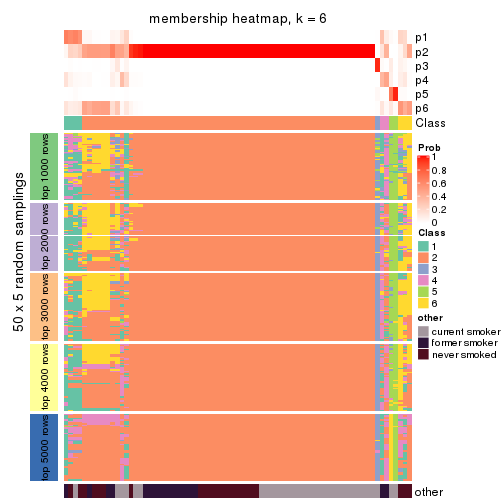 membership heatmap, k = 6
p1
p2
p3
p4
p5
p6
Class
50 x 5 random samplings
top 1000 rows
top 2000 rows
top 3000 rows
top 4000 rows
top 5000 rows
other
Prob
1
0.8
0.6
0.4
0.2
0
Class
1
2
3
4
5
6
other
current smoker
former smoker
never smoked